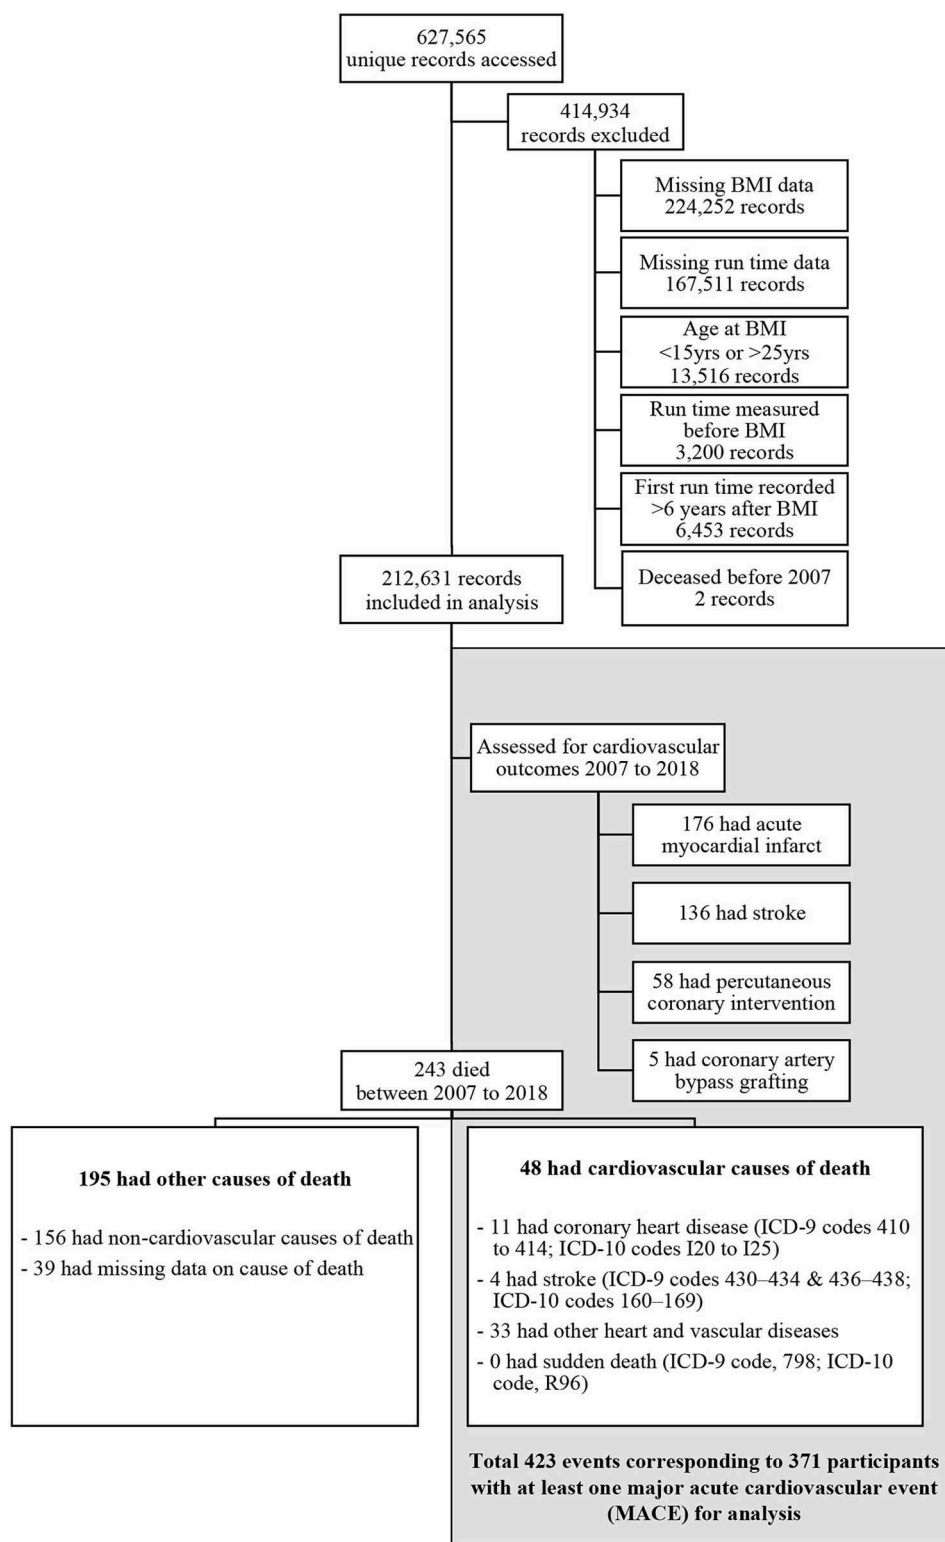 627,565
unique records accessed
414,934
records excluded
Missing BMI data
224,252 records
Missing run time data
167,511 records
Age at BMI
<15yrs or >25yrs
13,516 records
Run time measured
before BMI
3,200 records
First run time recorded
>6 years after BMI
6,453 records
Deceased before 2007
2 records
212,631 records
included in analysis
Assessed for cardiovascular
outcomes 2007 to 2018
176 had acute
myocardial infarct
136 had stroke
58 had percutaneous
coronary intervention
5 had coronary artery
bypass grafting
243 died
between 2007 to 2018
195 had other causes of death
- 156 had non-cardiovascular causes of death
- 39 had missing data on cause of death
48 had cardiovascular causes of death
- 11 had coronary heart disease (ICD-9 codes 410
to 414; ICD-10 codes I20 to I25)
- 4 had stroke (ICD-9 codes 430–434 & 436–438;
ICD-10 codes 160–169)
- 33 had other heart and vascular diseases
- 0 had sudden death (ICD-9 code, 798; ICD-10
code, R96)
Total 423 events corresponding to 371 participants
with at least one major acute cardiovascular event
(MACE) for analysis